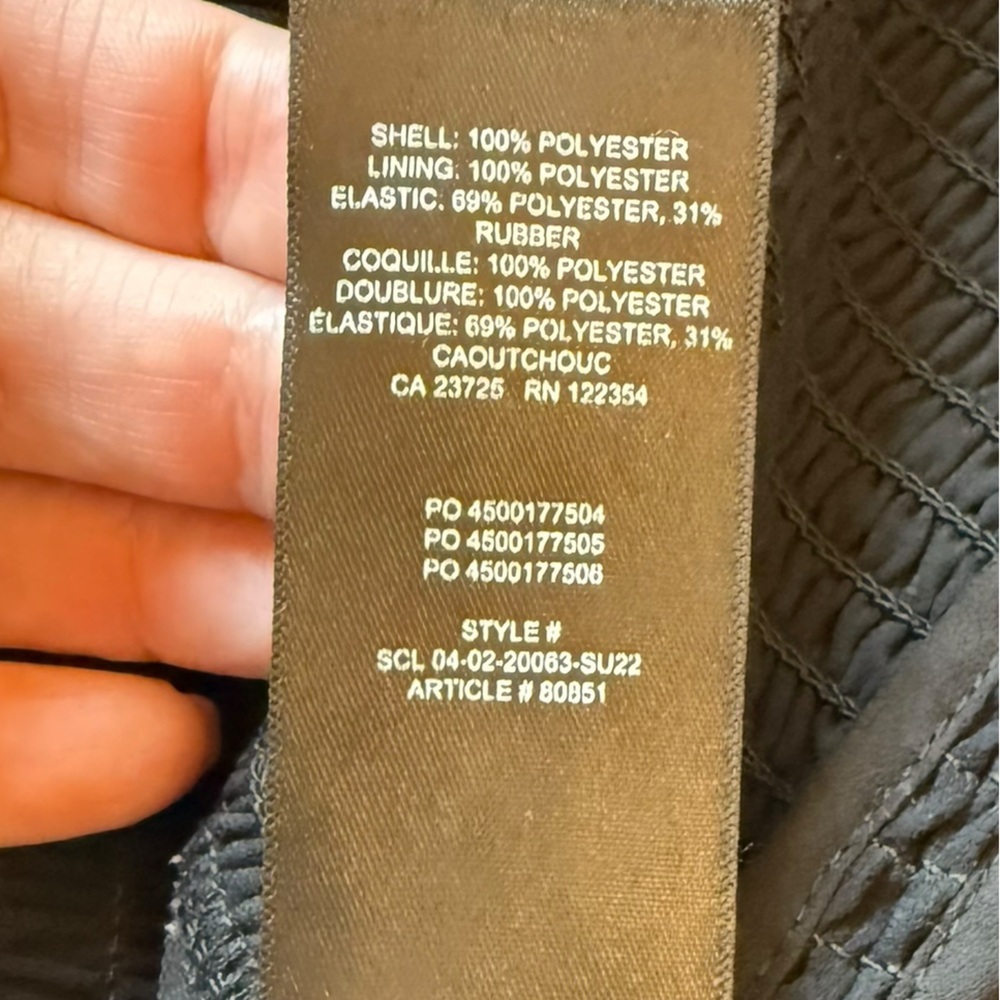 SHELL: 100% POLYESTER
LINING: 100% POLYESTER
ELASTIC: 69% POLYESTER, 31%
RUBBER
COQUILLE: 100% POLYESTER
DOUBLURE: 100% POLYESTER
ÉLASTIQUE: 69% POLYESTER, 31%
CAOUTCHOUC
CA 23725 RN 122354
PO 4500177504
PO 4500177505
PO 4500177506
STYLE #
SCL 04-02-20063-SU22
ARTICLE # 80851